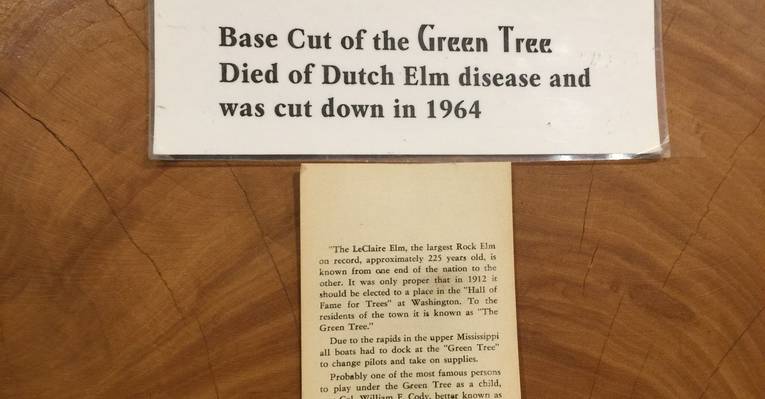 Base Cut of the Green Tree
Died of Dutch Elm disease and
was cut down in 1964
"The LeClaire Elm, the largest Rock Elm
on record, approximately 225 years old, is
known from one end of the nation to the
other. It was only proper that in 1912 it
should be elected to a place in the "Hall of
Fame for Trees" at Washington. To the
residents of the town it is known as "The
Green Tree."
Due to the rapids in the upper Mississippi
all boats had to dock at the "Green Tree"
to change pilots and take on supplies.
Probably one of the most famous persons
to play under the Green Tree as a child,
Col. William F. Cody, better known as